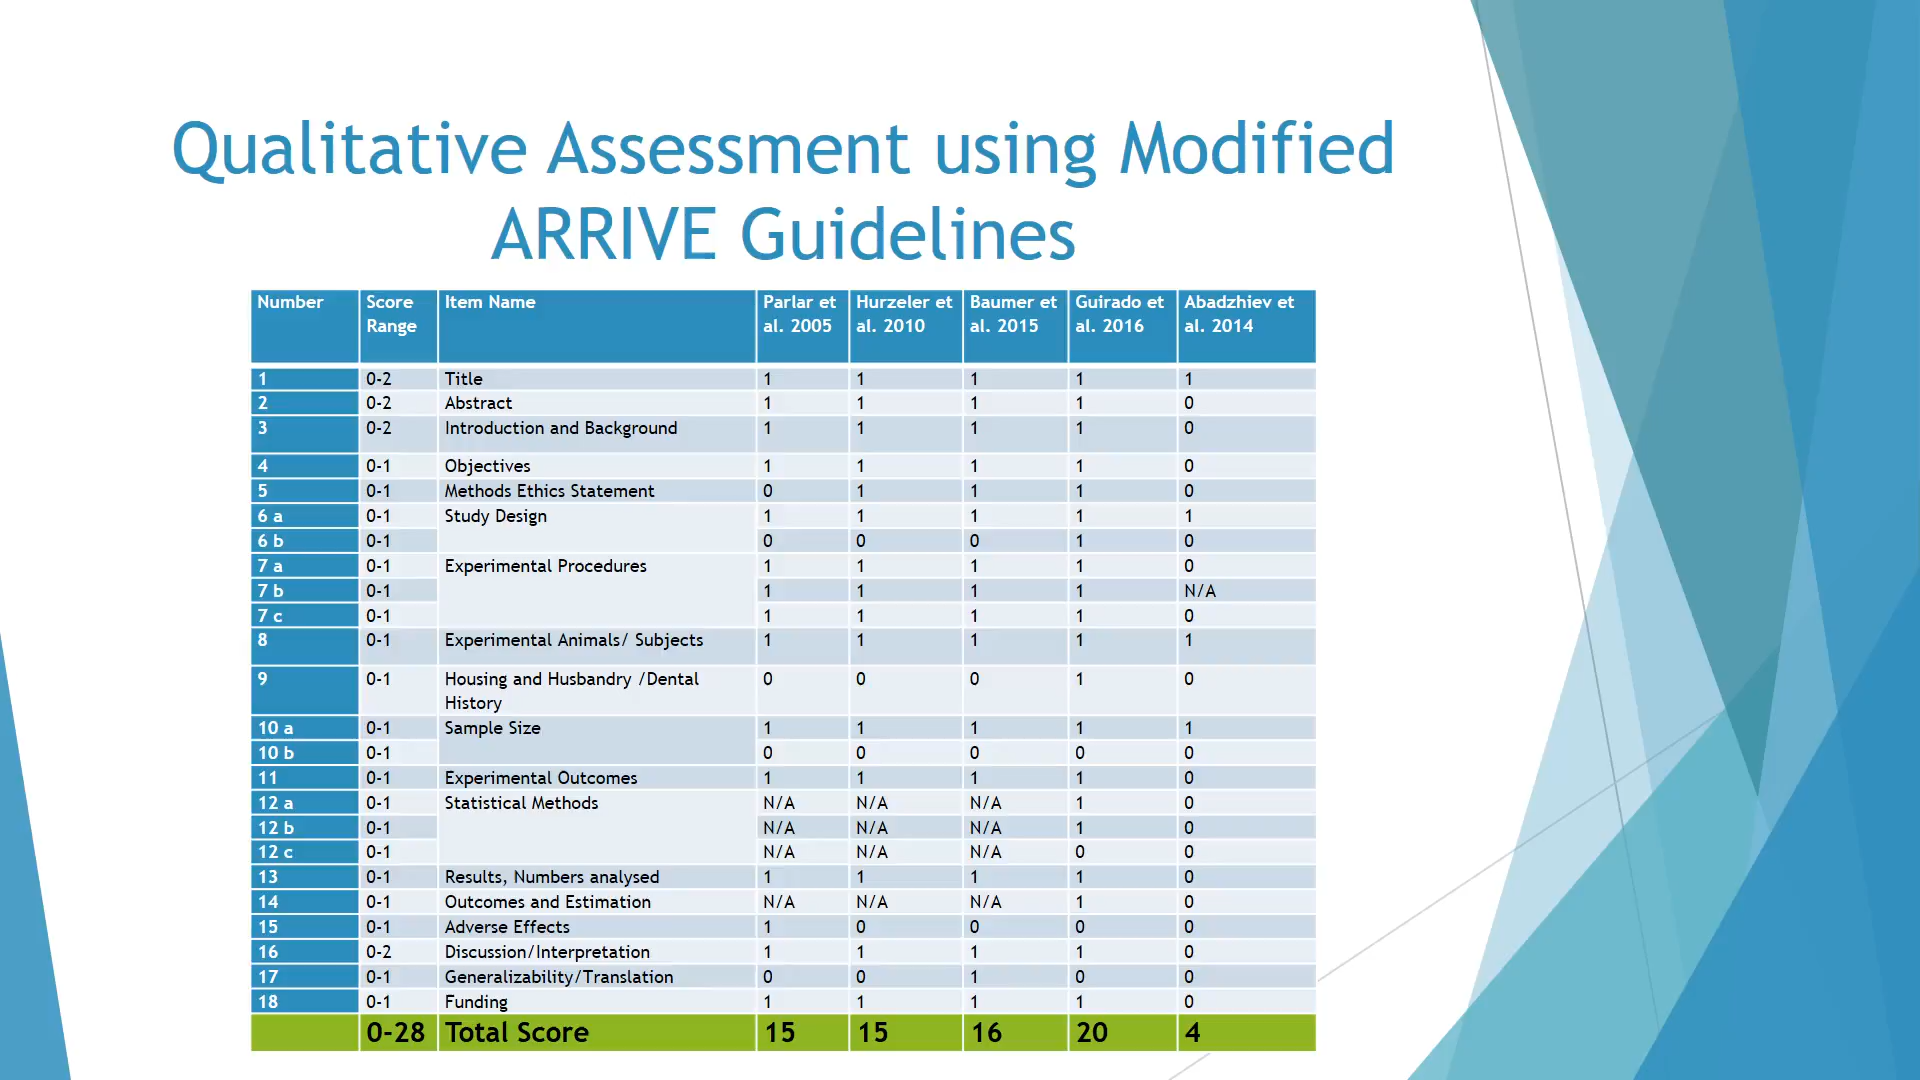 Qualitative Assessment using Modified
ARRIVE Guidelines
Number Score Range Item Name Parlar et al. 2005 Hurzeler et al. 2010 Baumer et al. 2015 Guirado et al. 2016 Abadzhiev et al. 2014
1 0-2 Title 1 1 1 1 1
2 0-2 Abstract 1 1 1 1 0
3 0-2 Introduction and Background 1 1 1 1 0
4 0-1 Objectives 1 1 1 1 0
5 0-1 Methods Ethics Statement 0 1 1 1 0
6 a 0-1 Study Design 1 1 1 1 1
6 b 0-1 0 0 0 1 0
7 a 0-1 Experimental Procedures 1 1 1 1 0
7 b 0-1 1 1 1 1 N/A
7 c 0-1 1 1 1 1 0
8 0-1 Experimental Animals/ Subjects 1 1 1 1 1
9 0-1 Housing and Husbandry /Dental History 0 0 0 1 0
10 a 0-1 Sample Size 1 1 1 1 1
10 b 0-1 0 0 0 0 0
11 0-1 Experimental Outcomes 1 1 1 1 0
12 a 0-1 Statistical Methods N/A N/A N/A 1 0
12 b 0-1 N/A N/A N/A 1 0
12 c 0-1 N/A N/A N/A 0 0
13 0-1 Results, Numbers analysed 1 1 1 1 0
14 0-1 Outcomes and Estimation N/A N/A N/A 1 0
15 0-1 Adverse Effects 1 0 0 0 0
16 0-2 Discussion/Interpretation 1 1 1 1 0
17 0-1 Generalizability/Translation 0 0 1 0 0
18 0-1 Funding 1 1 1 1 0
0-28 Total Score 15 15 16 20 4